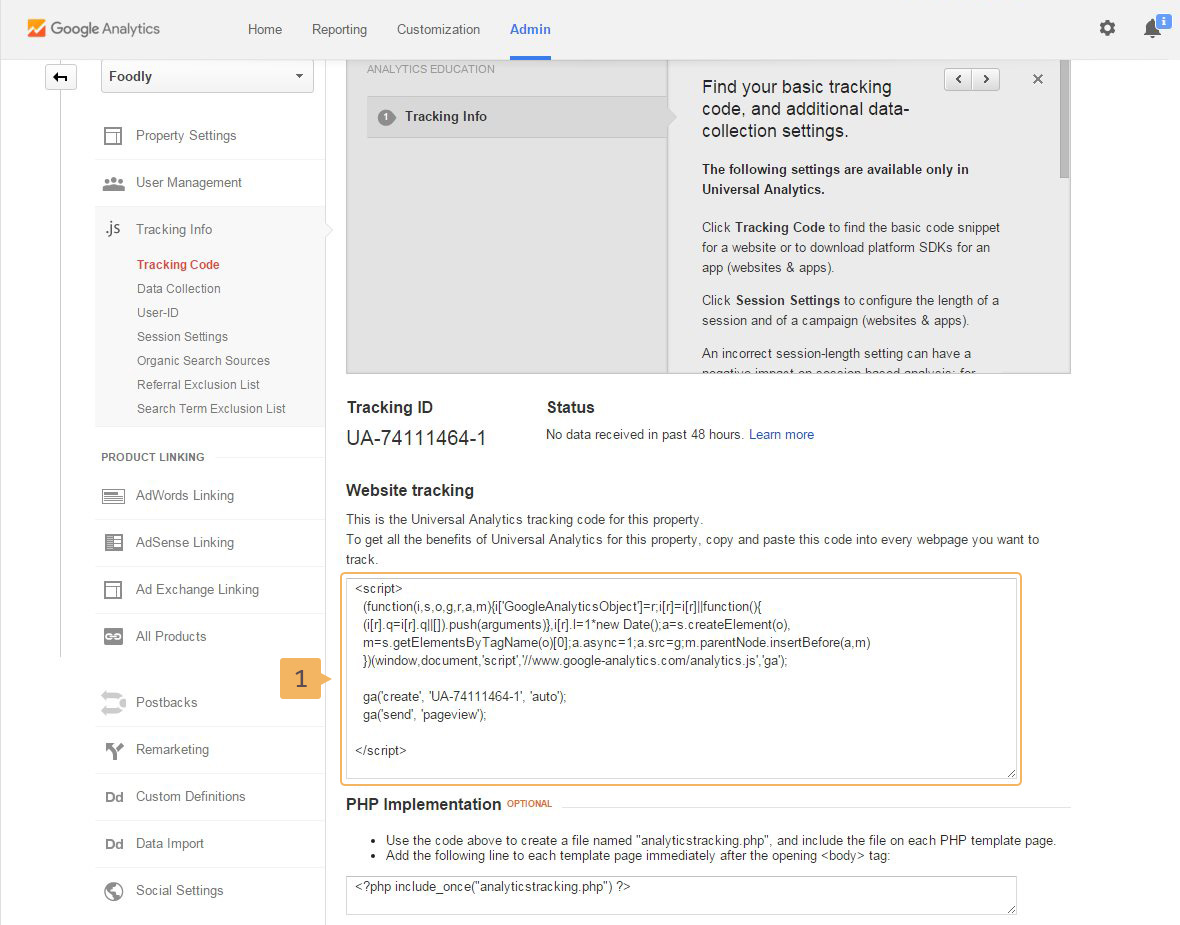 Google Analytics
Home
Reporting
Customization
Admin
i
Foodly
Property Settings
User Management
.js Tracking Info
Tracking Code
Data Collection
User-ID
Session Settings
Organic Search Sources
Referral Exclusion List
Search Term Exclusion List
PRODUCT LINKING
AdWords Linking
AdSense Linking
Ad Exchange Linking
All Products
Postbacks
Remarketing
Dd Custom Definitions
Dd Data Import
Social Settings
ANALYTICS EDUCATION
1 Tracking Info
Find your basic tracking
code, and additional data-
collection settings.
The following settings are available only in
Universal Analytics.
Click Tracking Code to find the basic code snippet
for a website or to download platform SDKs for an
app (websites & apps).
Click Session Settings to configure the length of a
session and of a campaign (websites & apps).
An incorrect session-length setting can have a
negative impact on session based analysis; for
Tracking ID
UA-74111464-1
Status
No data received in past 48 hours. Learn more
Website tracking
This is the Universal Analytics tracking code for this property.
To get all the benefits of Universal Analytics for this property, copy and paste this code into every webpage you want to
track.
1
<script>
(function(i,s,o,g,r,a,m){i['GoogleAnalyticsObject']=r;i[r]=i[r]||function(){
(i[r].q=i[r].q||[]).push(arguments)},i[r].l=1*new Date();a=s.createElement(o),
m=s.getElementsByTagName(o)[0];a.async=1;a.src=g;m.parentNode.insertBefore(a,m)
})(window,document,'script','//www.google-analytics.com/analytics.js','ga');
ga('create', 'UA-74111464-1', 'auto');
ga('send', 'pageview');
</script>
PHP Implementation OPTIONAL
Use the code above to create a file named "analyticstracking.php", and include the file on each PHP template page.
Add the following line to each template page immediately after the opening <body> tag:
<?php include_once("analyticstracking.php") ?>